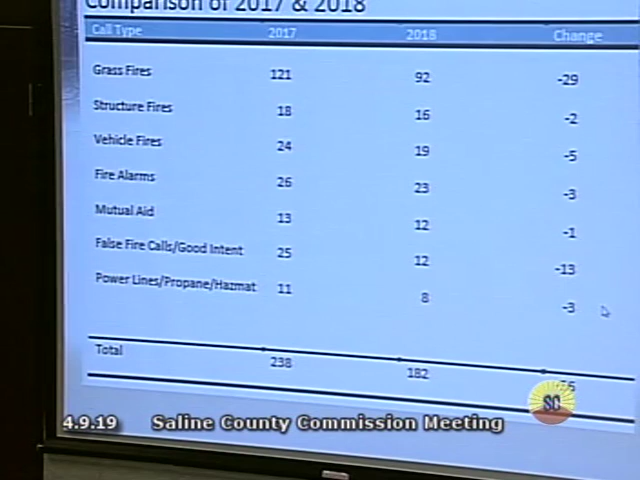 Comparison of 2017 & 2018
Call Type 2017 2018 Change
Grass Fires 121 92 -29
Structure Fires 18 16 -2
Vehicle Fires 24 19 -5
Fire Alarms 26 23 -3
Mutual Aid 13 12 -1
False Fire Calls/Good Intent 25 12 -13
Power Lines/Propane/Hazmat 11 8 -3
Total 238 182
SC
4.9.19 Saline County Commission Meeting